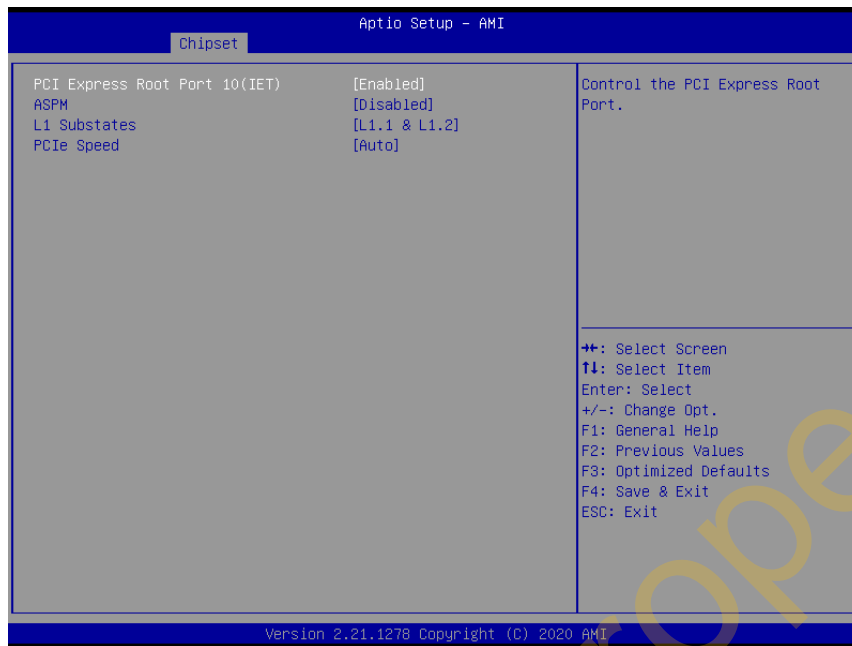 Aptio Setup – AMI
Chipset
PCI Express Root Port 10(IET) [Enabled]
ASPM [Disabled]
L1 Substates [L1.1 & L1.2]
PCIe Speed [Auto]
Control the PCI Express Root
Port.
→←: Select Screen
↑↓: Select Item
Enter: Select
+/-: Change Opt.
F1: General Help
F2: Previous Values
F3: Optimized Defaults
F4: Save & Exit
ESC: Exit
Version 2.21.1278 Copyright (C) 2020 AMI